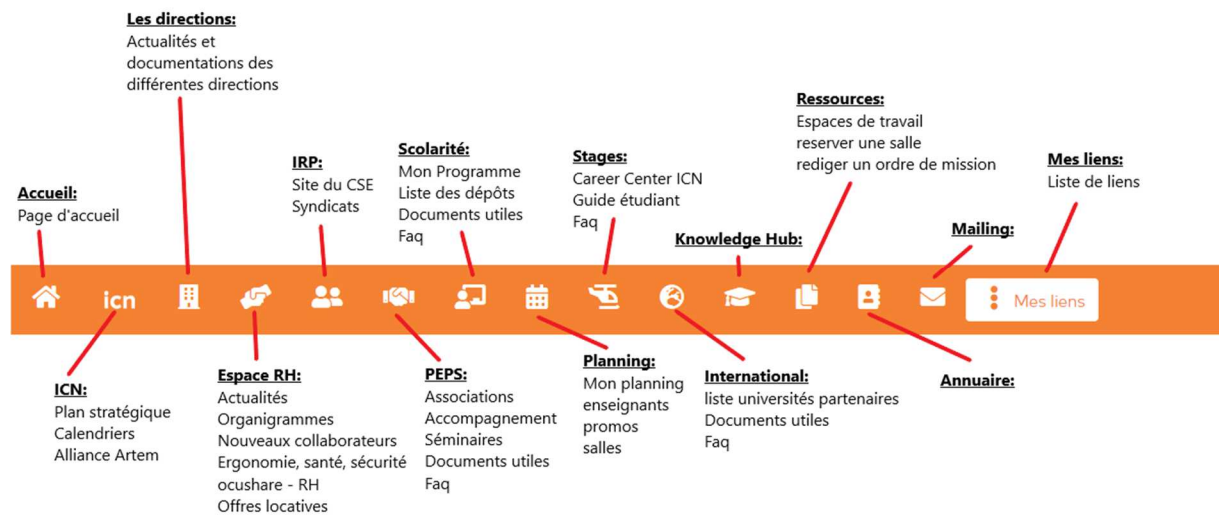 Les directions:
Actualités et
documentations des
différentes directions
Ressources:
Espaces de travail
reserver une salle
rediger un ordre de mission
IRP:
Site du CSE
Syndicats
Scolarité:
Mon Programme
Liste des dépôts
Documents utiles
Faq
Stages:
Career Center ICN
Guide étudiant
Faq
Mes liens:
Liste de liens
Accueil:
Page d'accueil
Knowledge Hub:
Mailing:
icn
Mes liens
ICN:
Plan stratégique
Calendriers
Alliance Artem
Espace RH:
Actualités
Organigrammes
Nouveaux collaborateurs
Ergonomie, santé, sécurité
ocushare - RH
Offres locatives
PEPS:
Associations
Accompagnement
Séminaires
Documents utiles
Faq
Planning:
Mon planning
enseignants
promos
salles
International:
liste universités partenaires
Documents utiles
Faq
Annuaire: